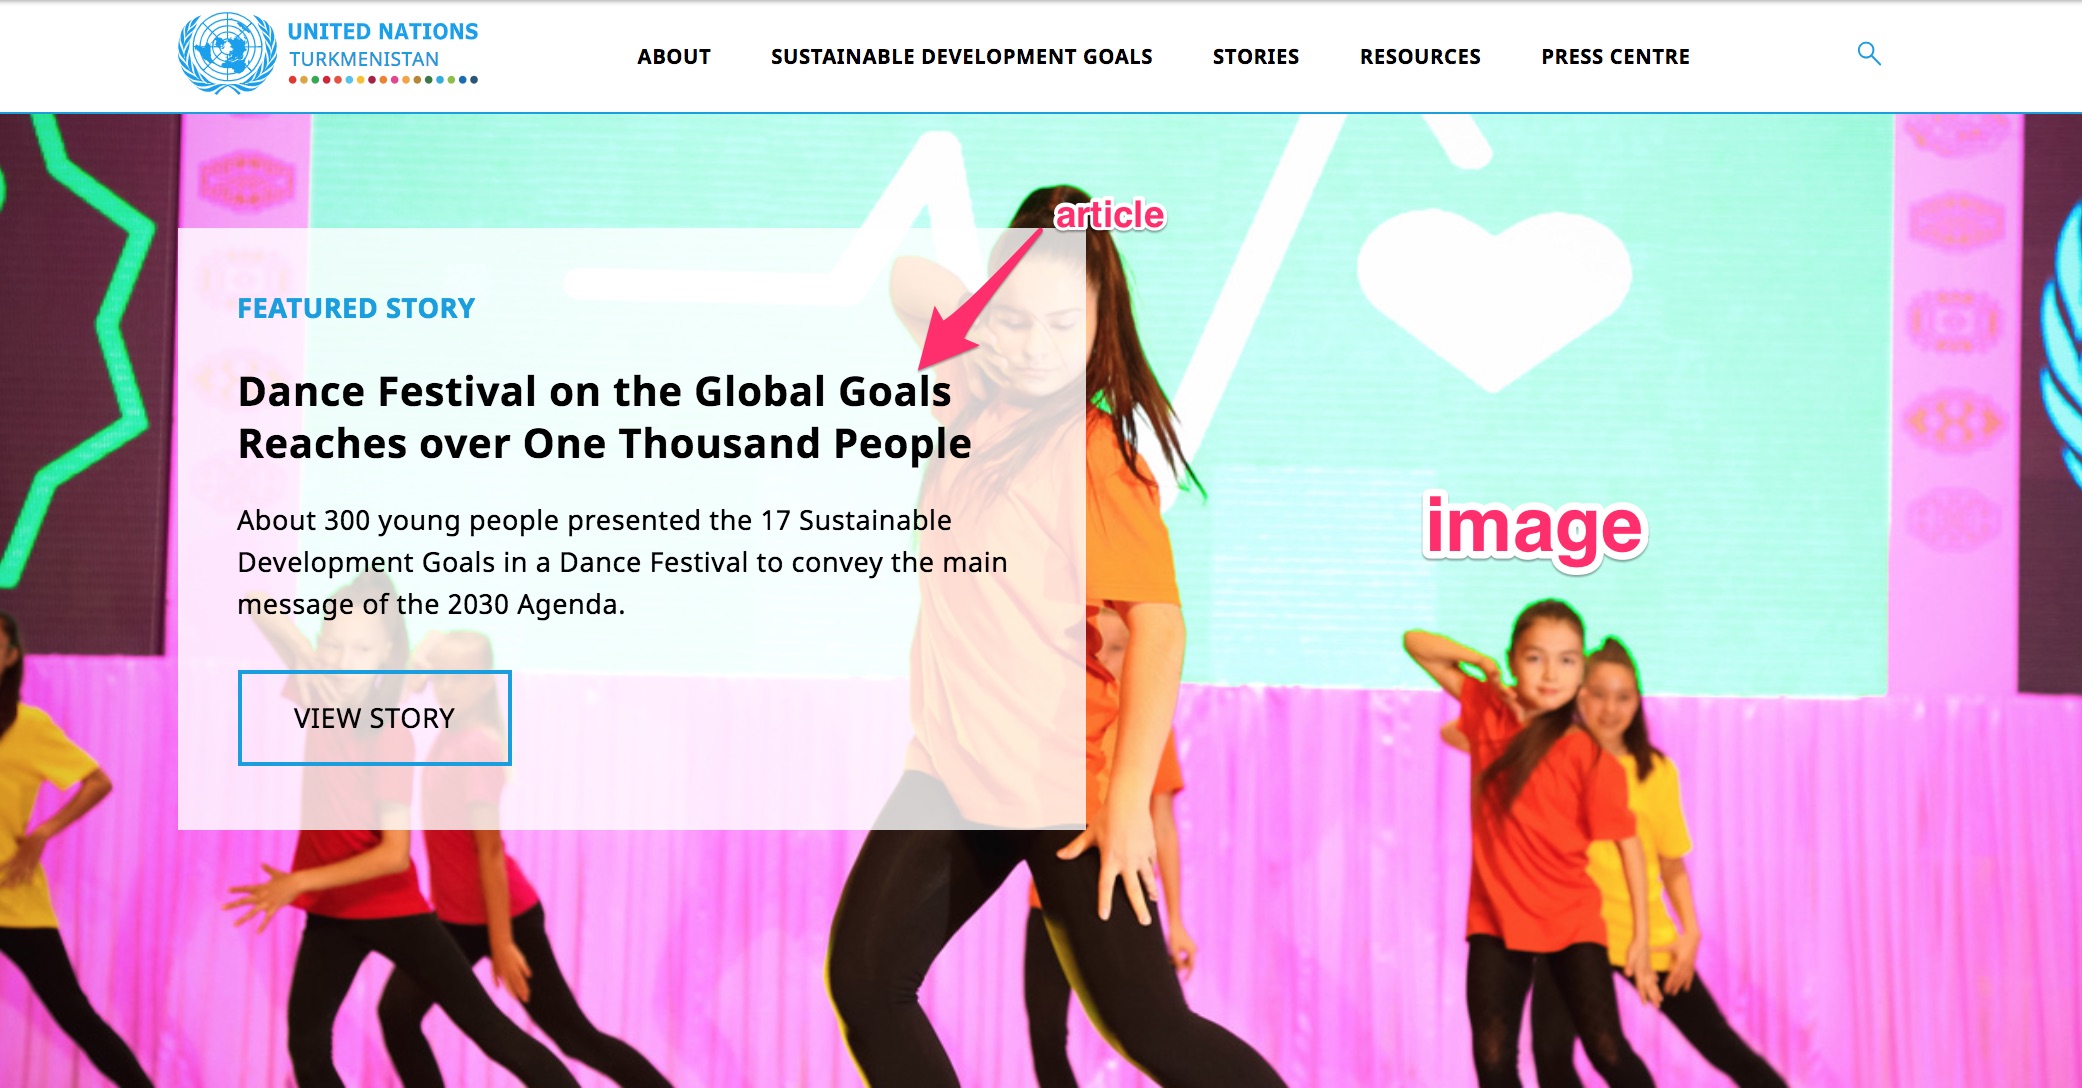 UNITED NATIONS
TURKMENISTAN
ABOUT
SUSTAINABLE DEVELOPMENT GOALS
STORIES
RESOURCES
PRESS CENTRE
article
FEATURED STORY
Dance Festival on the Global Goals
Reaches over One Thousand People
About 300 young people presented the 17 Sustainable
Development Goals in a Dance Festival to convey the main
message of the 2030 Agenda.
VIEW STORY
image